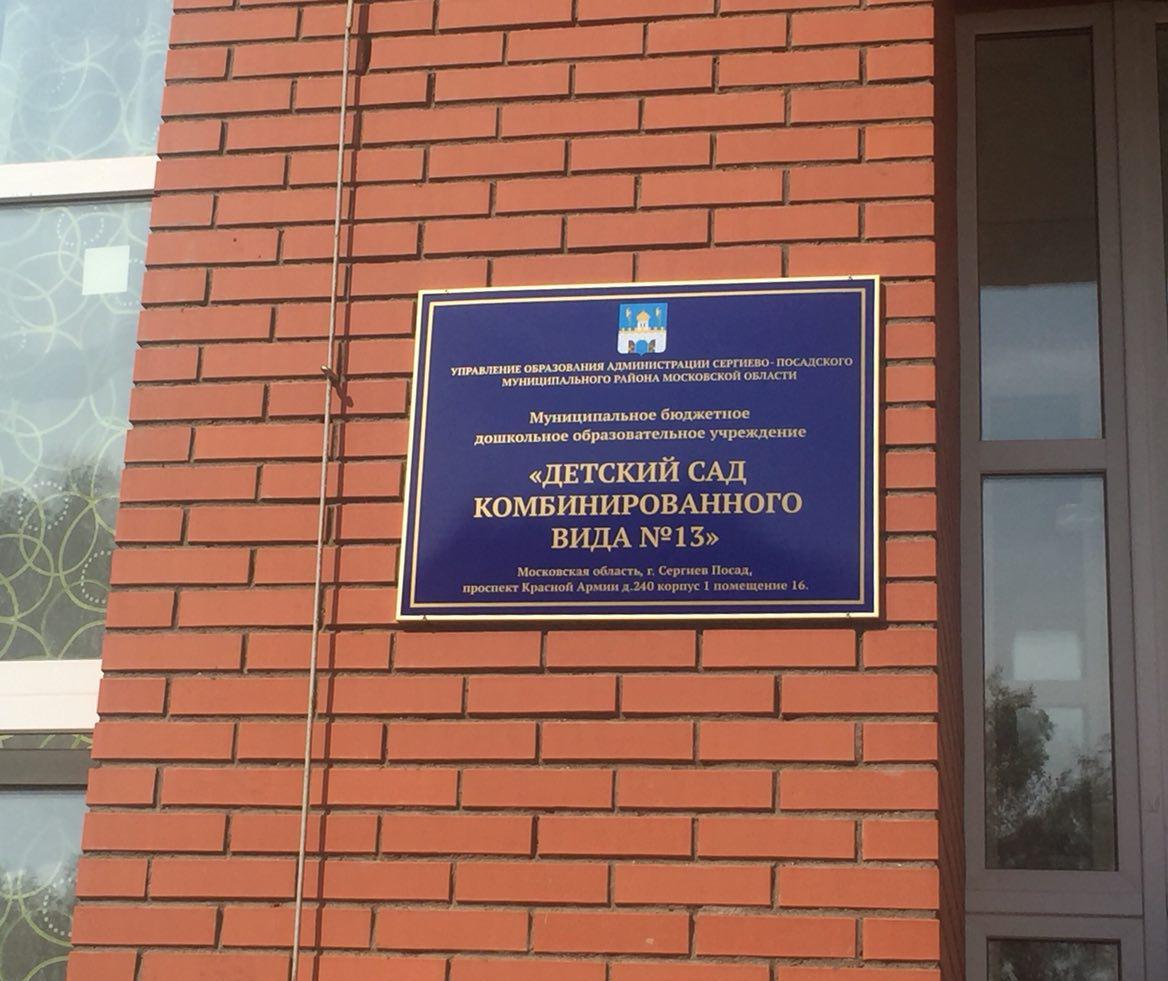 УПРАВЛЕНИЕ ОБРАЗОВАНИЯ АДМИНИСТРАЦИИ СЕРГИЕВО-ПОСАДСКОГО
МУНИЦИПАЛЬНОГО РАЙОНА МОСКОВСКОЙ ОБЛАСТИ
Муниципальное бюджетное
дошкольное образовательное учреждение
«ДЕТСКИЙ САД
КОМБИНИРОВАННОГО
ВИДА №13»
Московская область, г. Сергиев Посад,
проспект Красной Армии д.240 корпус 1 помещение 16.